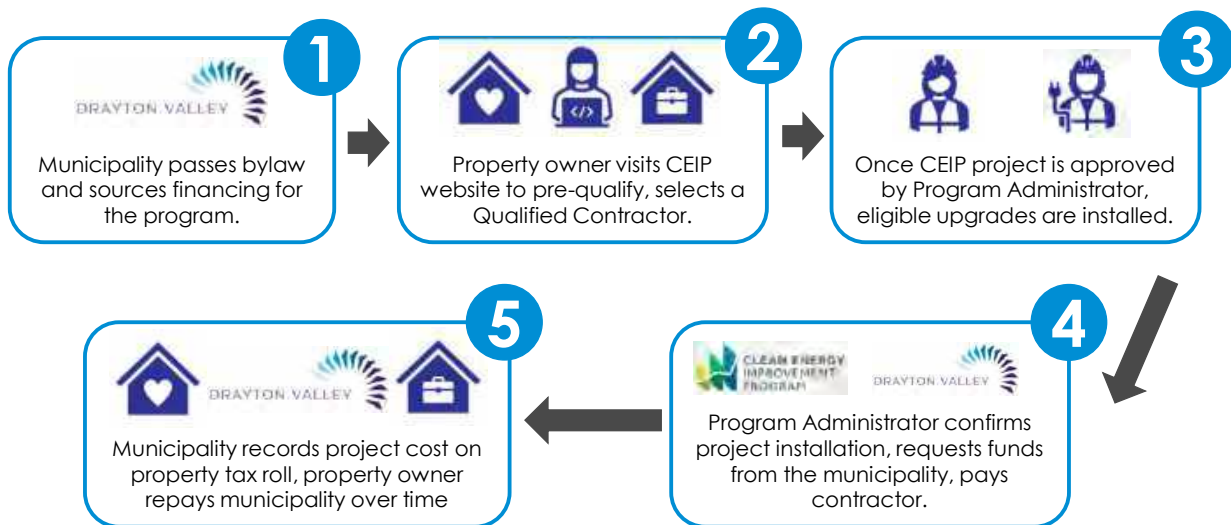 1
DRAYTON VALLEY
Municipality passes bylaw
and sources financing for
the program.
2
</>
Property owner visits CEIP
website to pre-qualify, selects a
Qualified Contractor.
3
Once CEIP project is approved
by Program Administrator,
eligible upgrades are installed.
4
CLEAN ENERGY
IMPROVEMENT
PROGRAM
DRAYTON VALLEY
Program Administrator confirms
project installation, requests funds
from the municipality, pays
contractor.
5
DRAYTON VALLEY
Municipality records project cost on
property tax roll, property owner
repays municipality over time